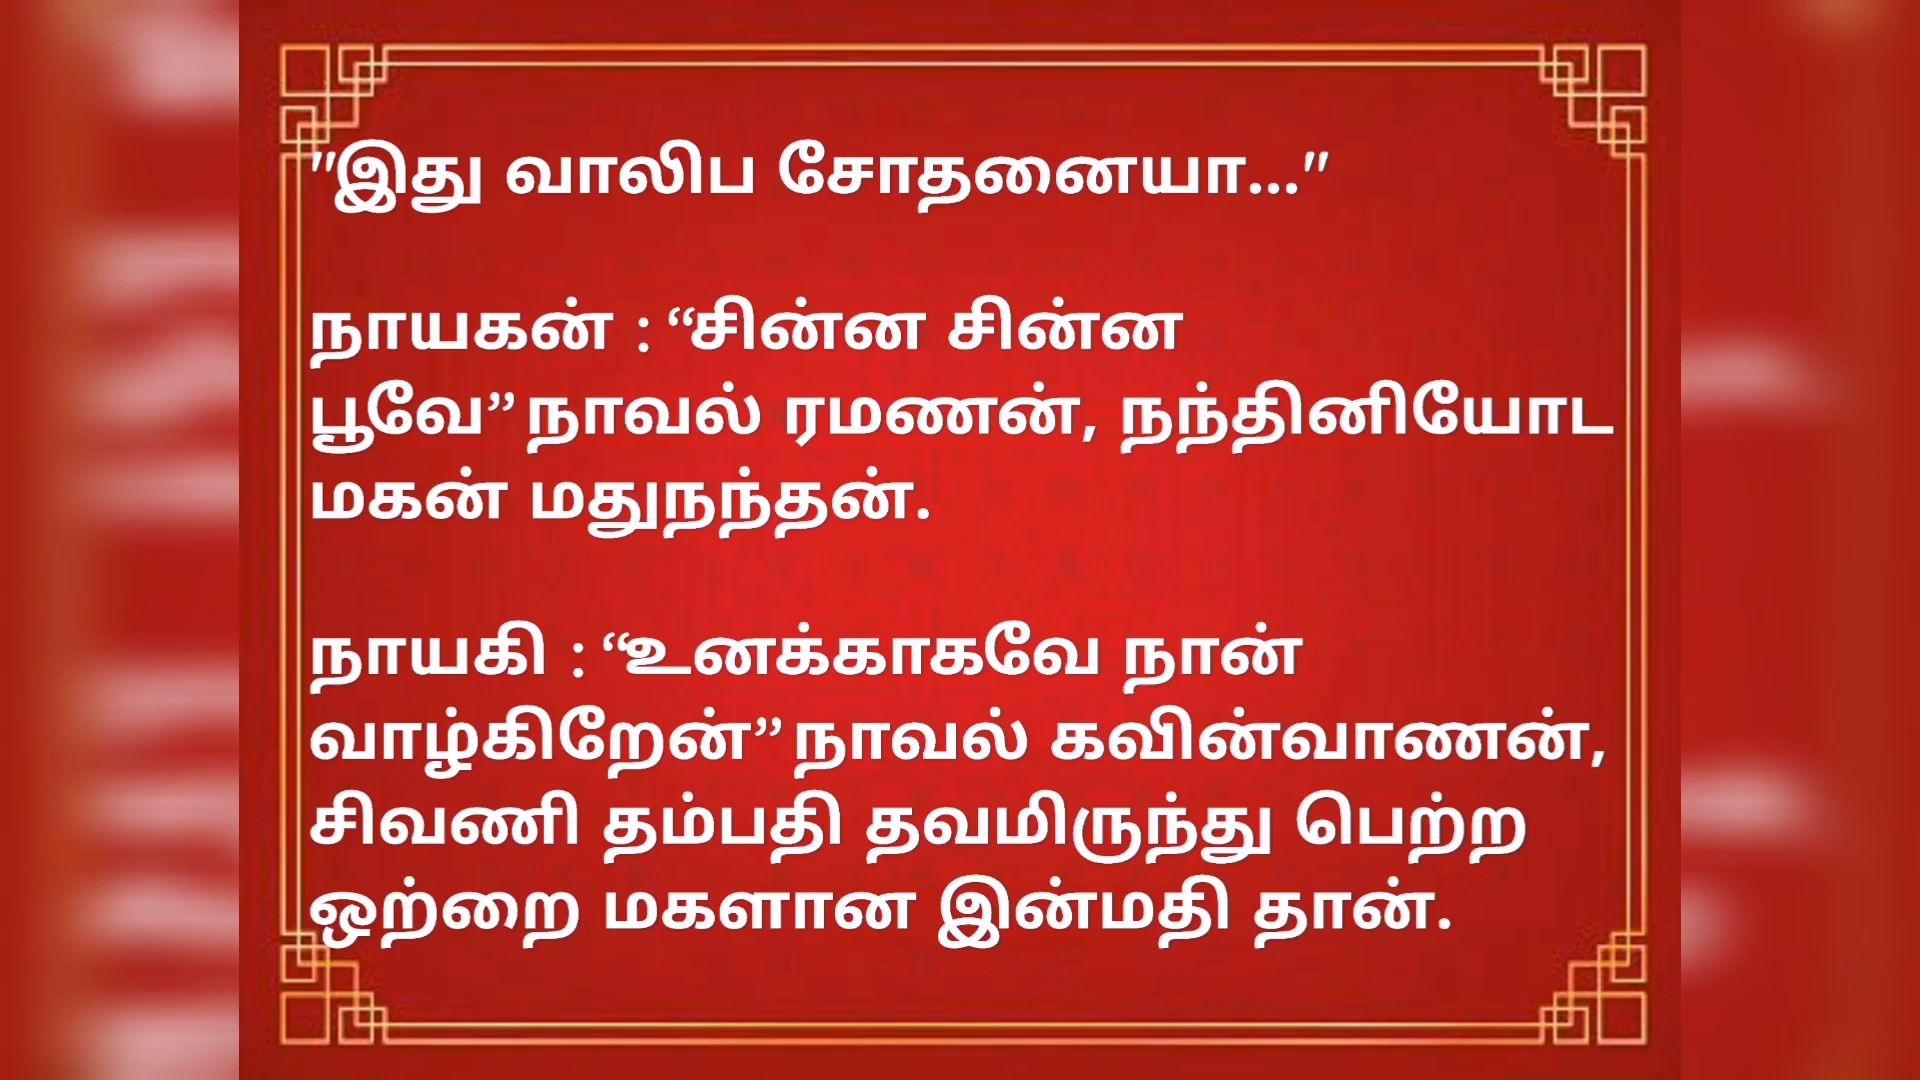 "இது வாலிப சோதனையா..."
நாயகன் : “சின்ன சின்ன
பூவே” நாவல் ரமணன், நந்தினியோட
மகன் மதுநந்தன்.
நாயகி : “உனக்காகவே நான்
வாழ்கிறேன்” நாவல் கவின்வாணன்,
சிவணி தம்பதி தவமிருந்து பெற்ற
ஒற்றை மகளான இன்மதி தான்.